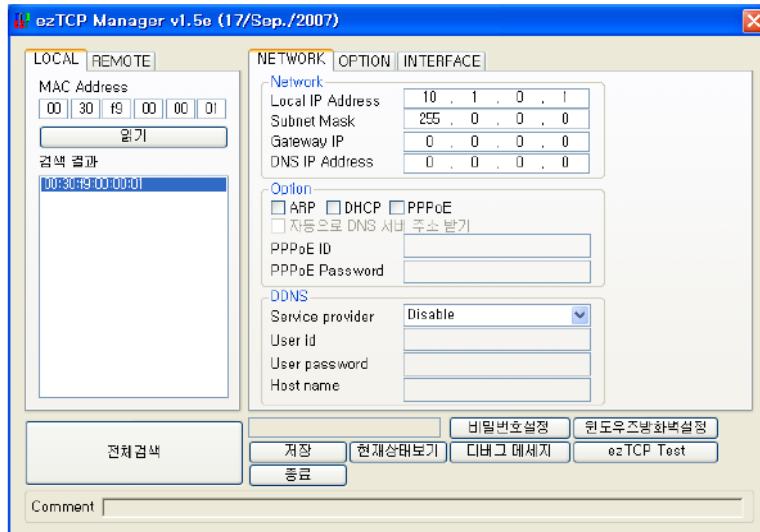 ezTCP Manager v1.5e (17/Sep./2007)
LOCAL REMOTE
MAC Address
00 30 f9 00 00 01
읽기
검색 결과
00:30:f9:00:00:01
전체검색
NETWORK OPTION INTERFACE
Network
Local IP Address 10 . 1 . 0 . 1
Subnet Mask 255 . 0 . 0 . 0
Gateway IP 0 . 0 . 0 . 0
DNS IP Address 0 . 0 . 0 . 0
Option
ARP DHCP PPPoE
자동으로 DNS 서버 주소 받기
PPPoE ID
PPPoE Password
DDNS
Service provider Disable
User id
User password
Host name
비밀번호설정 윈도우즈방화벽설정
저장 현재상태보기 디버그 메세지 ezTCP Test
종료
Comment